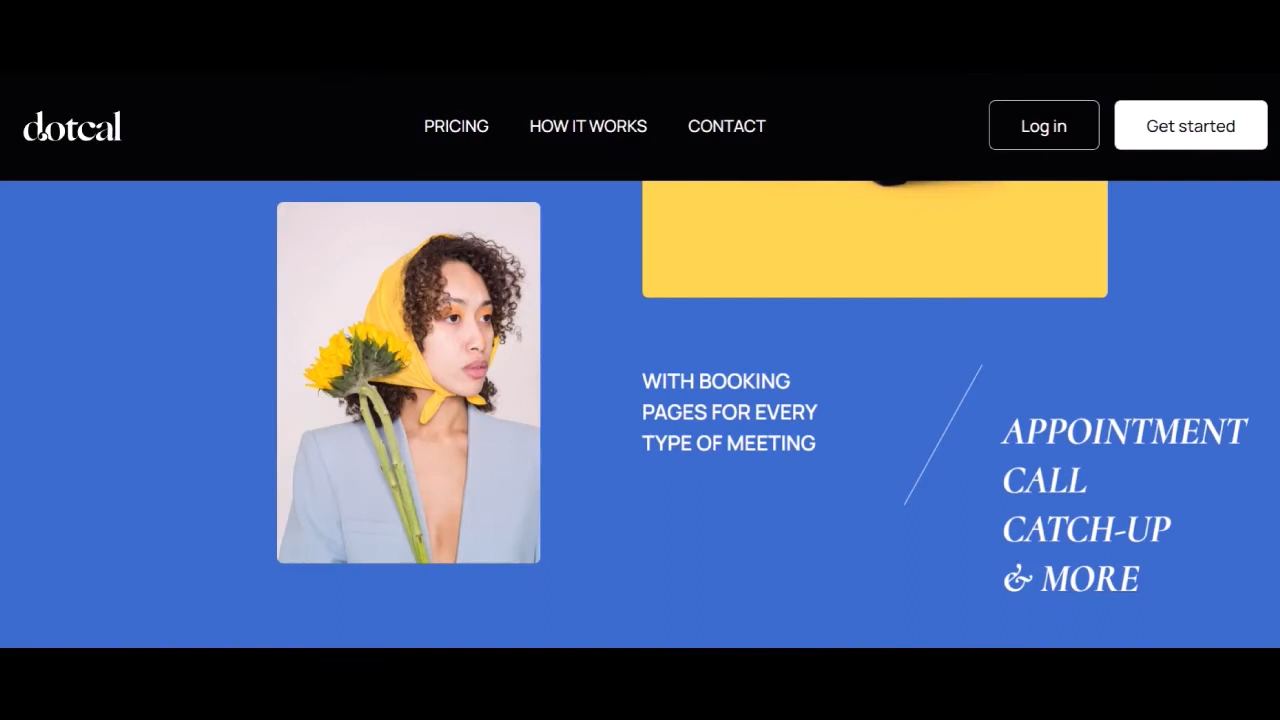 dotcal
PRICING
HOW IT WORKS
CONTACT
Log in
Get started
WITH BOOKING
PAGES FOR EVERY
TYPE OF MEETING
APPOINTMENT
CALL
CATCH-UP
& MORE